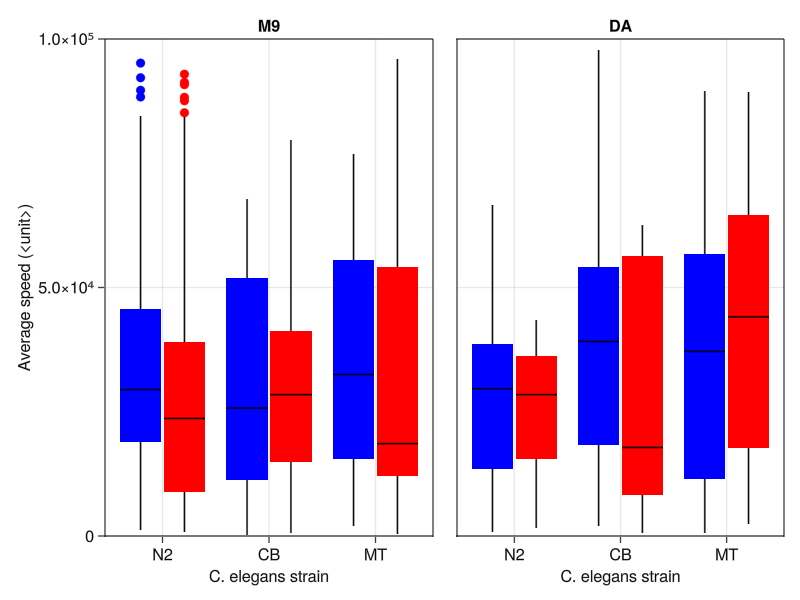 M9
DA
1.0×10⁵
5.0×10⁴
0
Average speed (<unit>)
N2 CB MT
N2 CB MT
C. elegans strain
C. elegans strain